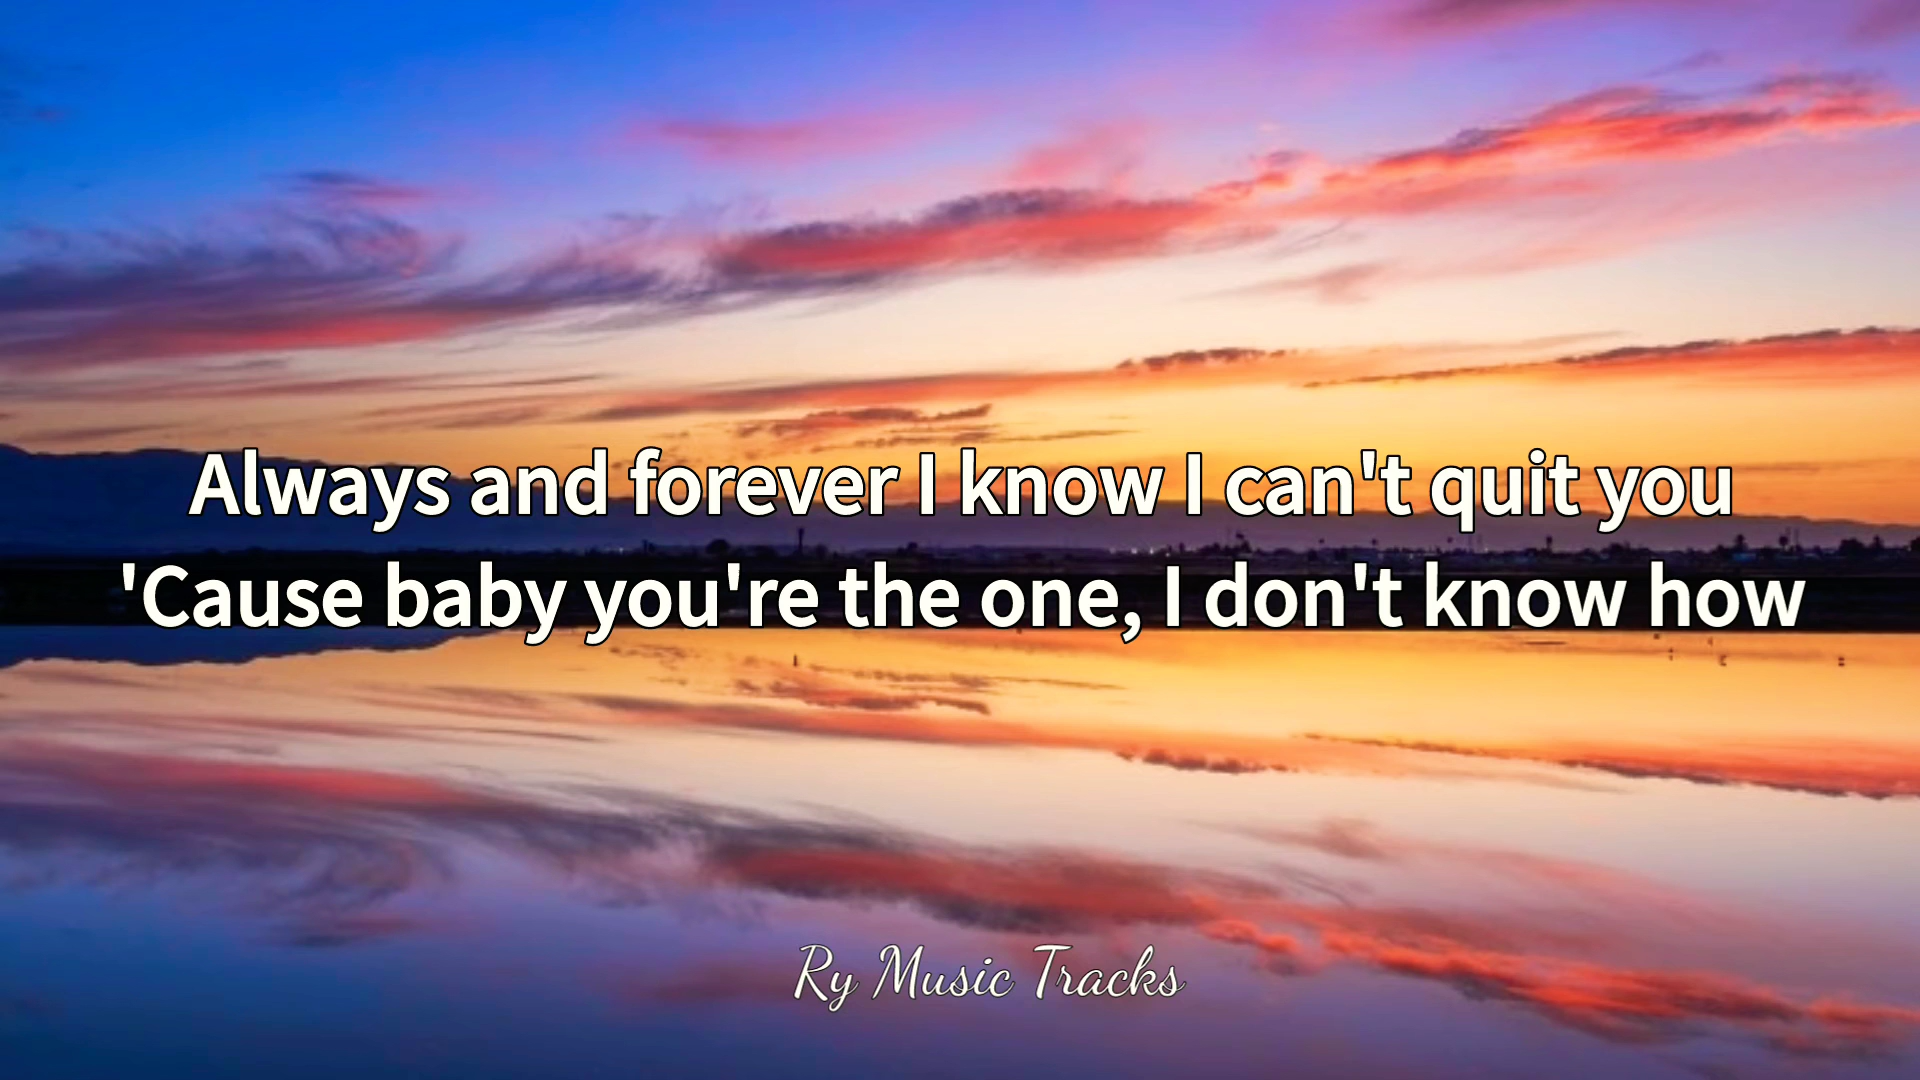 Always and forever I know I can't quit you
'Cause baby you're the one, I don't know how
Ry Music Tracks